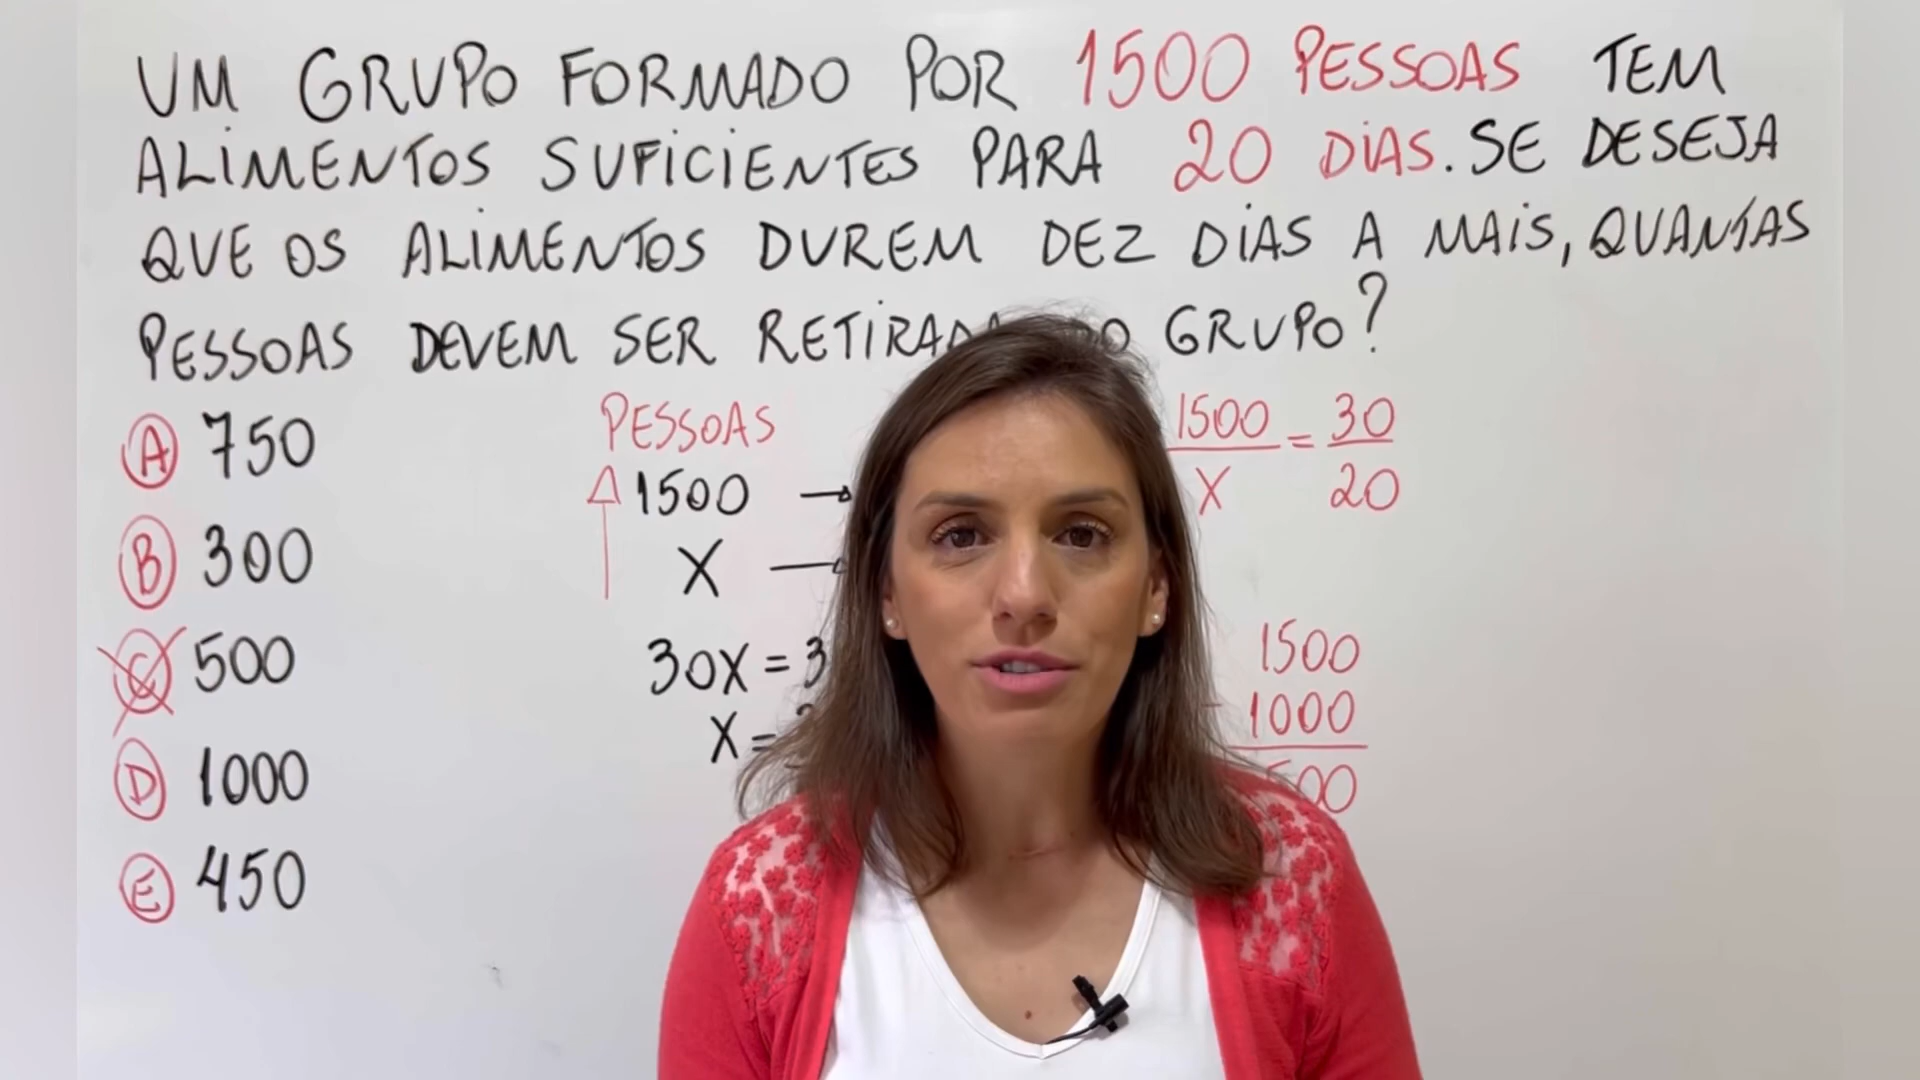 UM GRUPO FORMADO POR 1500 PESSOAS TEM
ALIMENTOS SUFICIENTES PARA 20 DIAS. SE DESEJA
QUE OS ALIMENTOS DUREM DEZ DIAS A MAIS, QUANTAS
PESSOAS DEVEM SER GRUPO?
A 750
B 300
C 500
D 1000
E 450
PESSOAS
1500 →
X →
30X = 3
X =
1500/X = 30/20
1500
- 1000